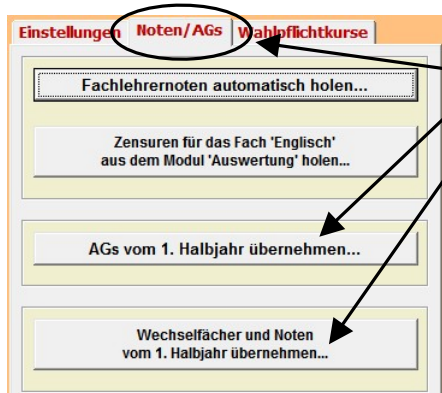 Einstellungen Noten/AGs Wahlpflichtkurse
Fachlehrernoten automatisch holen...
Zensuren für das Fach 'Englisch'
aus dem Modul 'Auswertung' holen...
AGs vom 1. Halbjahr übernehmen...
Wechselfächer und Noten
vom 1. Halbjahr übernehmen...